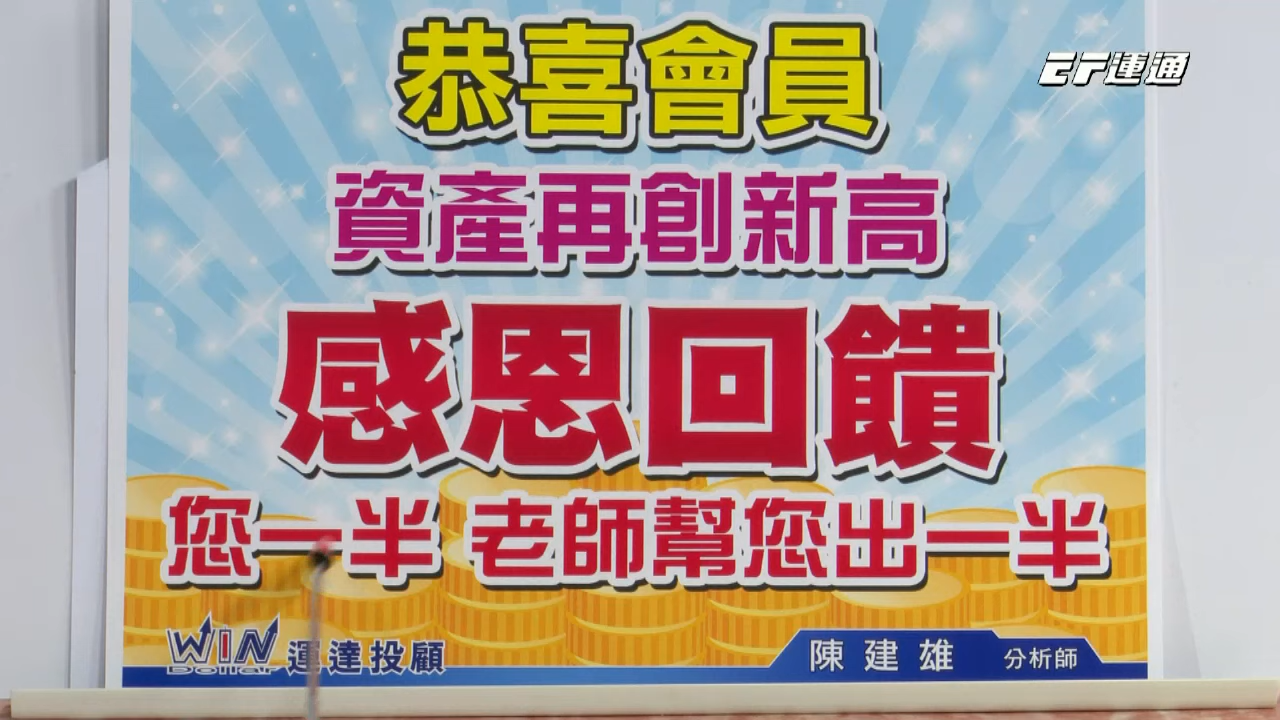 恭喜會員
EF運通
資產再創新高
感恩回饋
您一半 老師幫您出一半
WIN
Dollar
運達投顧
陳建雄 分析師